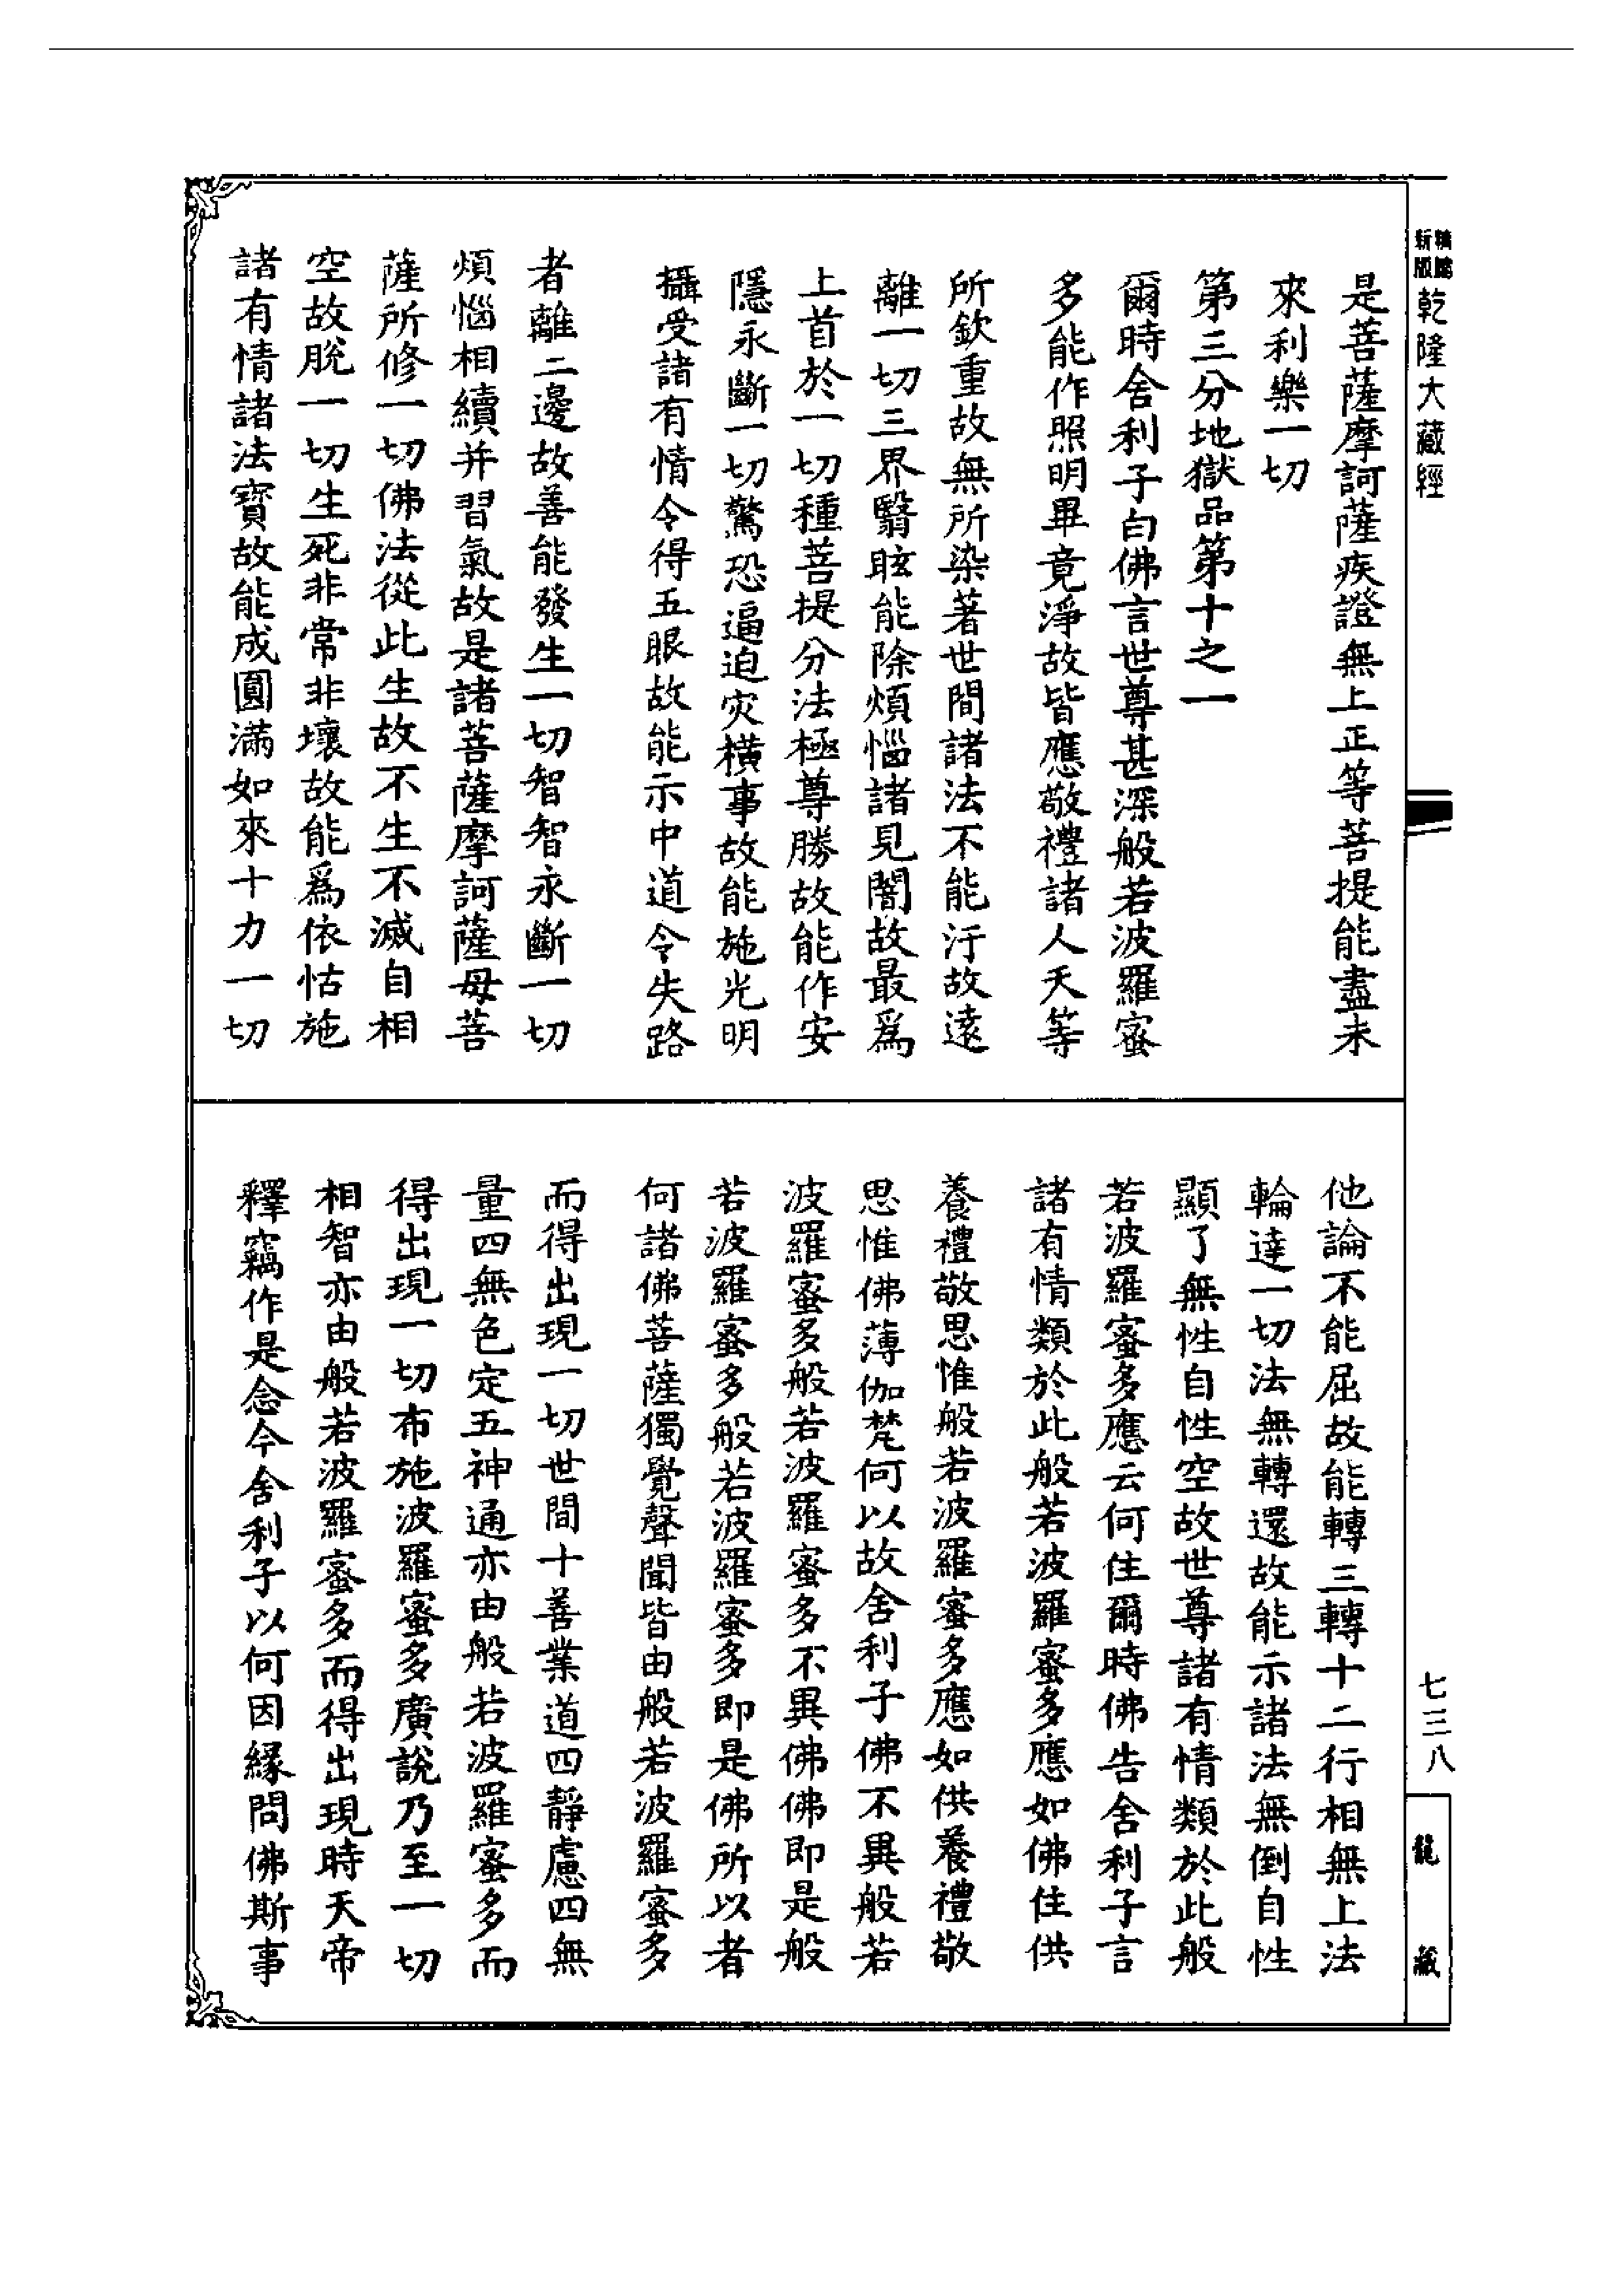 新版
精縮
乾隆大藏經
七三八
龍藏
是菩薩摩訶薩疾證無上正等菩提能盡未
來利樂一切
第三分地獄品第十之一
爾時舍利子白佛言世尊甚深般若波羅蜜
多能作照明畢竟淨故皆應敬禮諸人天等
所欽重故無所染著世間諸法不能汙故遠
離一切三界翳眩能除煩惱諸見闇故最為
上首於一切種菩提分法極尊勝故能作安
隱永斷一切驚恐逼迫灾橫事故能施光明
攝受諸有情令得五眼故能示中道令失路
者離二邊故善能發生一切智智永斷一切
煩惱相續并習氣故是諸菩薩摩訶薩母菩
薩所修一切佛法從此生故不生不滅自相
空故脫一切生死非常非壞故能為依怙施
諸有情諸法寶故能成圓滿如來十力一切
他論不能屈故能轉三轉十二行相無上法
輪達一切法無轉還故能示諸法無倒自性
顯了無性自性空故世尊諸有情類於此般
若波羅蜜多應云何住爾時佛告舍利子言
諸有情類於此般若波羅蜜多應如佛住供
養禮敬思惟般若波羅蜜多應如供養禮敬
思惟佛薄伽梵何以故舍利子佛不異般若
波羅蜜多般若波羅蜜多不異佛佛即是般
若波羅蜜多般若波羅蜜多即是佛所以者
何諸佛菩薩獨覺聲聞皆由般若波羅蜜多
而得出現一切世間十善業道四靜慮四無
量四無色定五神通亦由般若波羅蜜多而
得出現一切布施波羅蜜多廣說乃至一切
相智亦由般若波羅蜜多而得出現時天帝
釋竊作是念今舍利子以何因緣問佛斯事